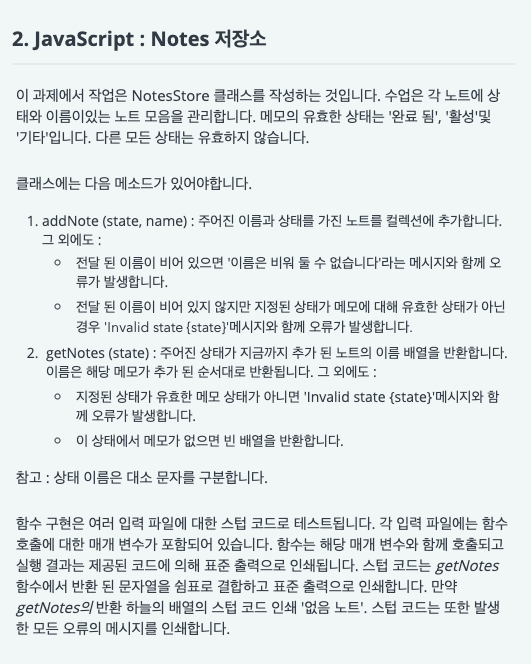 2. JavaScript : Notes 저장소
이 과제에서 작업은 NotesStore 클래스를 작성하는 것입니다. 수업은 각 노트에 상
태와 이름이있는 노트 모음을 관리합니다. 메모의 유효한 상태는 '완료 됨', '활성'및
'기타'입니다. 다른 모든 상태는 유효하지 않습니다.
클래스에는 다음 메소드가 있어야합니다.
1. addNote (state, name) : 주어진 이름과 상태를 가진 노트를 컬렉션에 추가합니다.
그 외에도 :
○ 전달 된 이름이 비어 있으면 '이름은 비워 둘 수 없습니다'라는 메시지와 함께 오
류가 발생합니다.
○ 전달 된 이름이 비어 있지 않지만 지정된 상태가 메모에 대해 유효한 상태가 아닌
경우 'Invalid state {state}'메시지와 함께 오류가 발생합니다.
2. getNotes (state) : 주어진 상태가 지금까지 추가 된 노트의 이름 배열을 반환합니다.
이름은 해당 메모가 추가 된 순서대로 반환됩니다. 그 외에도 :
○ 지정된 상태가 유효한 메모 상태가 아니면 'Invalid state {state}'메시지와 함
께 오류가 발생합니다.
○ 이 상태에서 메모가 없으면 빈 배열을 반환합니다.
참고 : 상태 이름은 대소 문자를 구분합니다.
함수 구현은 여러 입력 파일에 대한 스텁 코드로 테스트됩니다. 각 입력 파일에는 함수
호출에 대한 매개 변수가 포함되어 있습니다. 함수는 해당 매개 변수와 함께 호출되고
실행 결과는 제공된 코드에 의해 표준 출력으로 인쇄됩니다. 스텁 코드는 getNotes
함수에서 반환 된 문자열을 쉼표로 결합하고 표준 출력으로 인쇄합니다. 만약
getNotes의 반환 하늘의 배열의 스텁 코드 인쇄 '없음 노트'. 스텁 코드는 또한 발생
한 모든 오류의 메시지를 인쇄합니다.